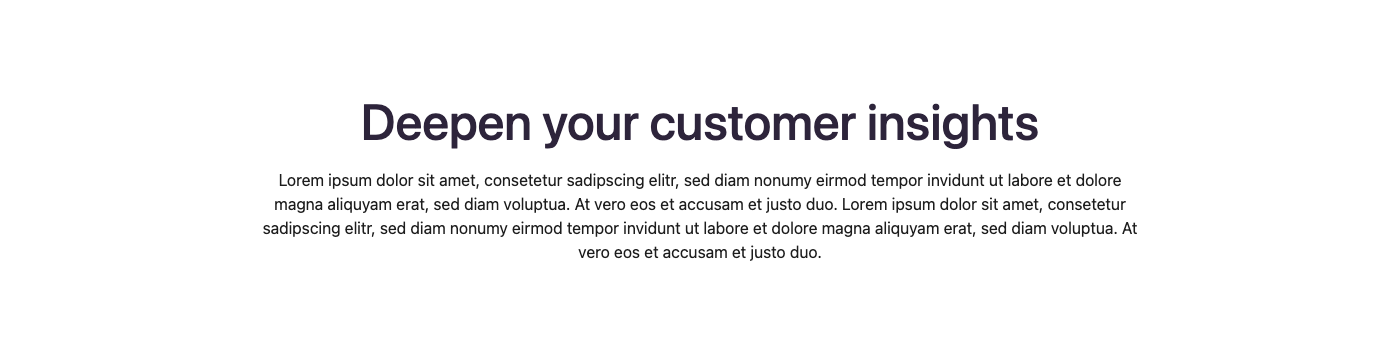 Deepen your customer insights
Lorem ipsum dolor sit amet, consetetur sadipscing elitr, sed diam nonumy eirmod tempor invidunt ut labore et dolore
magna aliquyam erat, sed diam voluptua. At vero eos et accusam et justo duo. Lorem ipsum dolor sit amet, consetetur
sadipscing elitr, sed diam nonumy eirmod tempor invidunt ut labore et dolore magna aliquyam erat, sed diam voluptua. At
vero eos et accusam et justo duo.